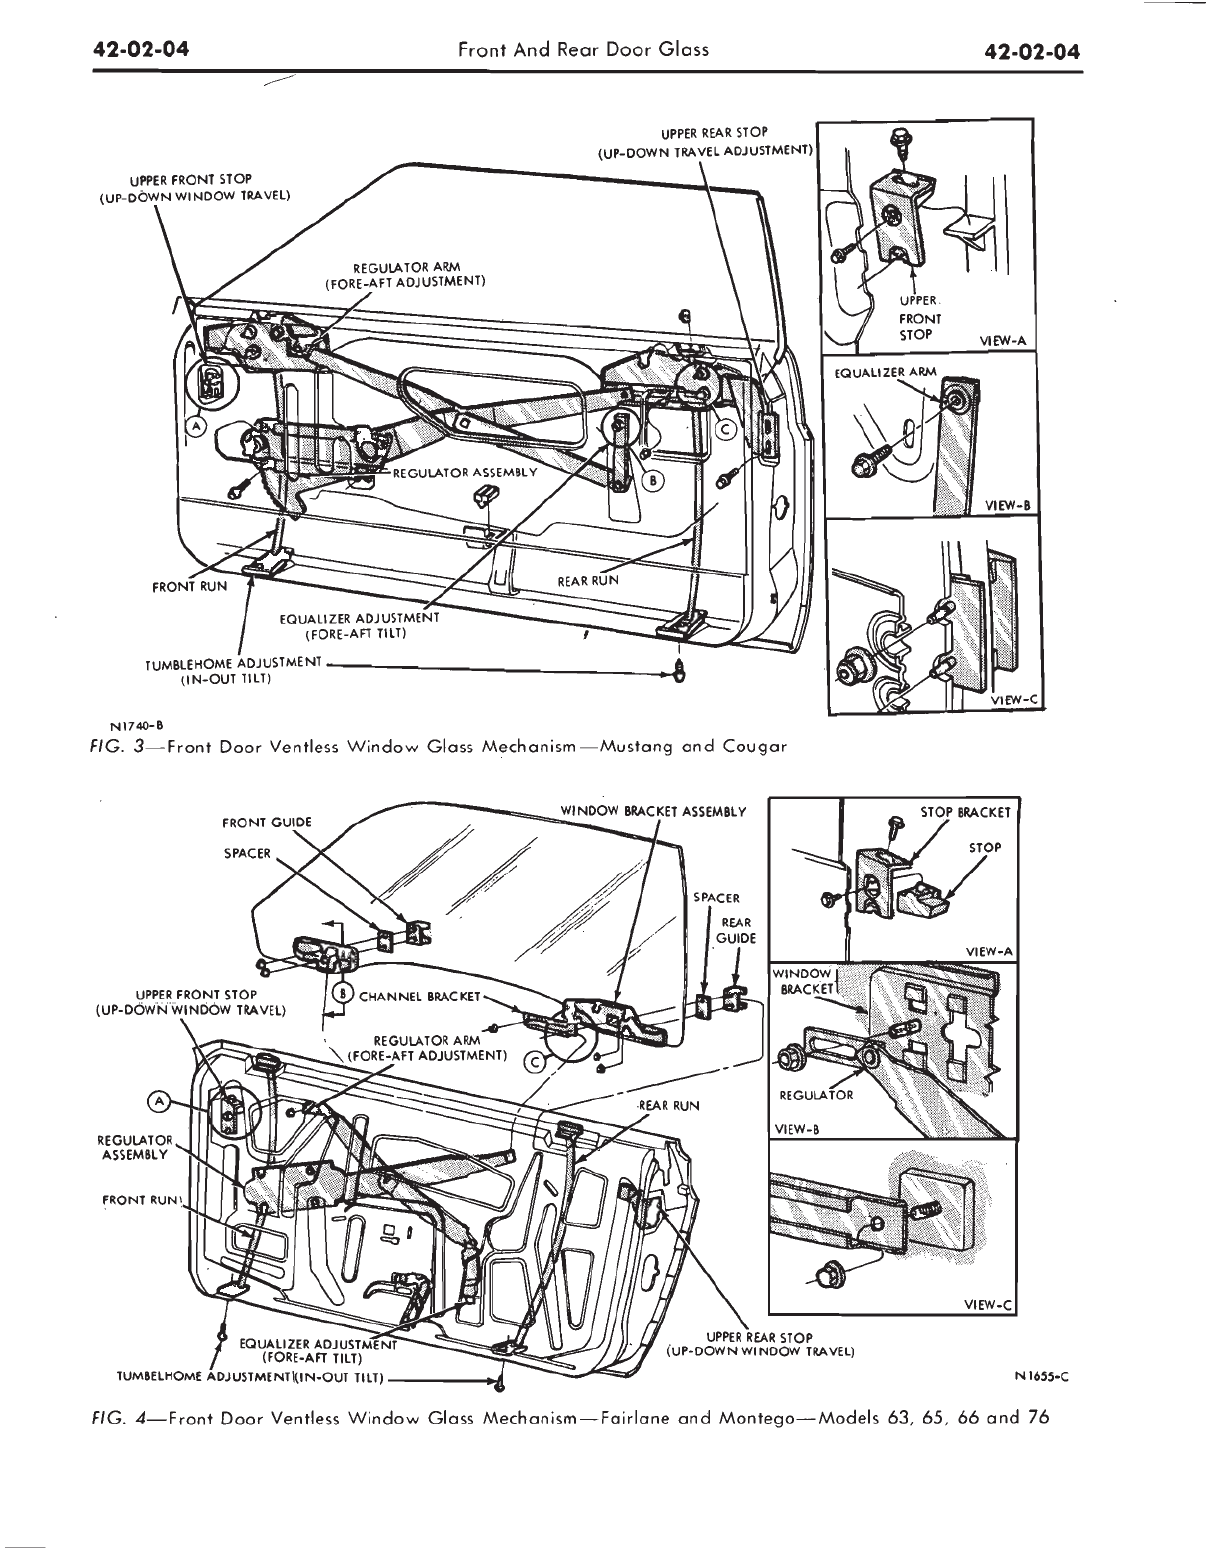 42-02-04 Front And Rear Door Glass 42-02-04
UPPER REAR STOP
(UP-DOWN TRAVEL ADJUSTMENT)
UPPER FRONT STOP
(UP-DOWN WINDOW TRAVEL)
REGULATOR ARM
(FORE-AFT ADJUSTMENT)
UPPER
FRONT
STOP
VIEW-A
EQUALIZER ARM
VIEW-B
A
C
B
REGULATOR ASSEMBLY
FRONT RUN
REAR RUN
EQUALIZER ADJUSTMENT
(FORE-AFT TILT)
TUMBLEHOME ADJUSTMENT
(IN-OUT TILT)
VIEW-C
N1740-B
FIG. 3—Front Door Ventless Window Glass Mechanism—Mustang and Cougar
FRONT GUIDE
SPACER
WINDOW BRACKET ASSEMBLY
STOP BRACKET
STOP
VIEW-A
SPACER
REAR
GUIDE
B
CHANNEL BRACKET
UPPER FRONT STOP
(UP-DOWN WINDOW TRAVEL)
REGULATOR ARM
(FORE-AFT ADJUSTMENT)
C
WINDOW
BRACKET
REGULATOR
VIEW-B
A
REAR RUN
REGULATOR
ASSEMBLY
FRONT RUN
VIEW-C
EQUALIZER ADJUSTMENT
(FORE-AFT TILT)
UPPER REAR STOP
(UP-DOWN WINDOW TRAVEL)
TUMBELHOME ADJUSTMENT (IN-OUT TILT)
N1655-C
FIG. 4—Front Door Ventless Window Glass Mechanism—Fairlane and Montego—Models 63, 65, 66 and 76